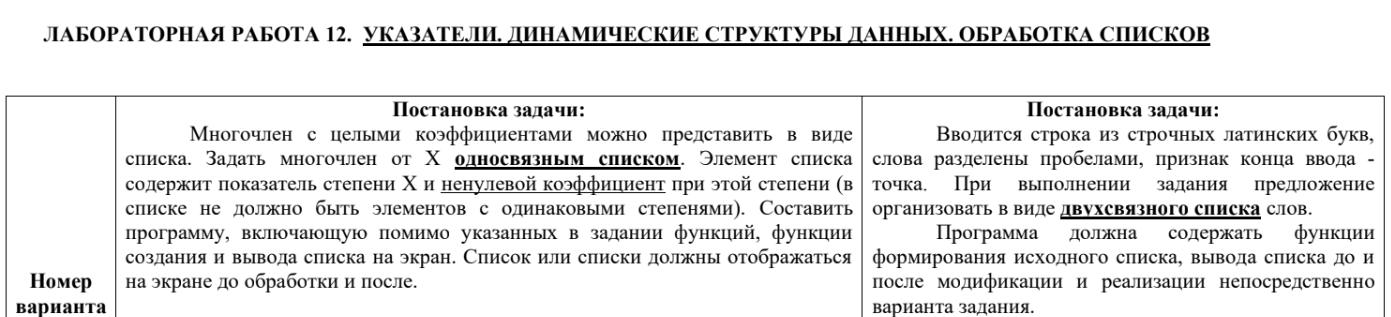 ЛАБОРАТОРНАЯ РАБОТА 12. УКАЗАТЕЛИ. ДИНАМИЧЕСКИЕ СТРУКТУРЫ ДАННЫХ. ОБРАБОТКА СПИСКОВ
Номер
варианта
Постановка задачи:
Многочлен с целыми коэффициентами можно представить в виде
списка. Задать многочлен от X односвязным списком. Элемент списка
содержит показатель степени X и ненулевой коэффициент при этой степени (в
списке не должно быть элементов с одинаковыми степенями). Составить
программу, включающую помимо указанных в задании функций, функции
создания и вывода списка на экран. Список или списки должны отображаться
на экране до обработки и после.
Постановка задачи:
Вводится строка из строчных латинских букв,
слова разделены пробелами, признак конца ввода -
точка. При выполнении задания предложение
организовать в виде двухсвязного списка слов.
Программа должна содержать функции
формирования исходного списка, вывода списка до и
после модификации и реализации непосредственно
варианта задания.